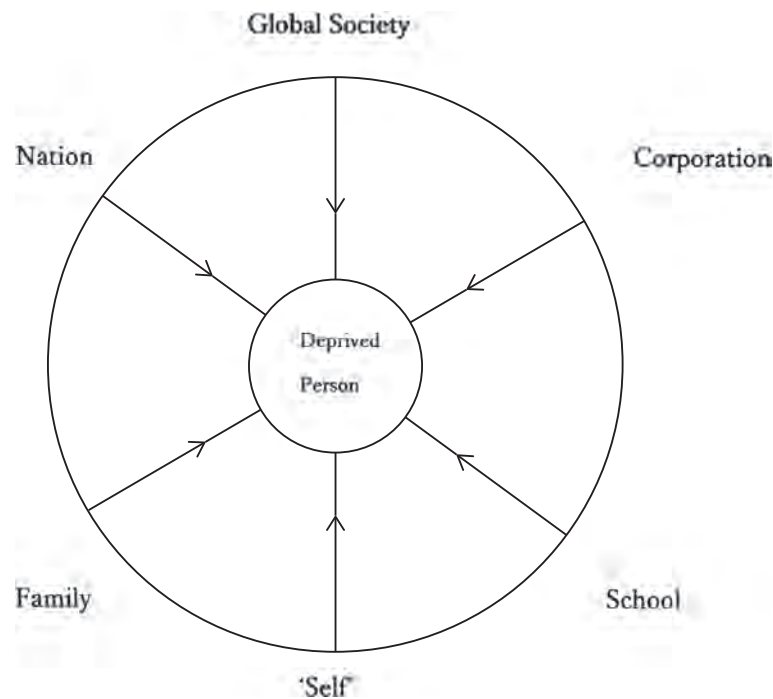 Global Society
Nation
Corporation
Deprived
Person
Family
School
‘Self’